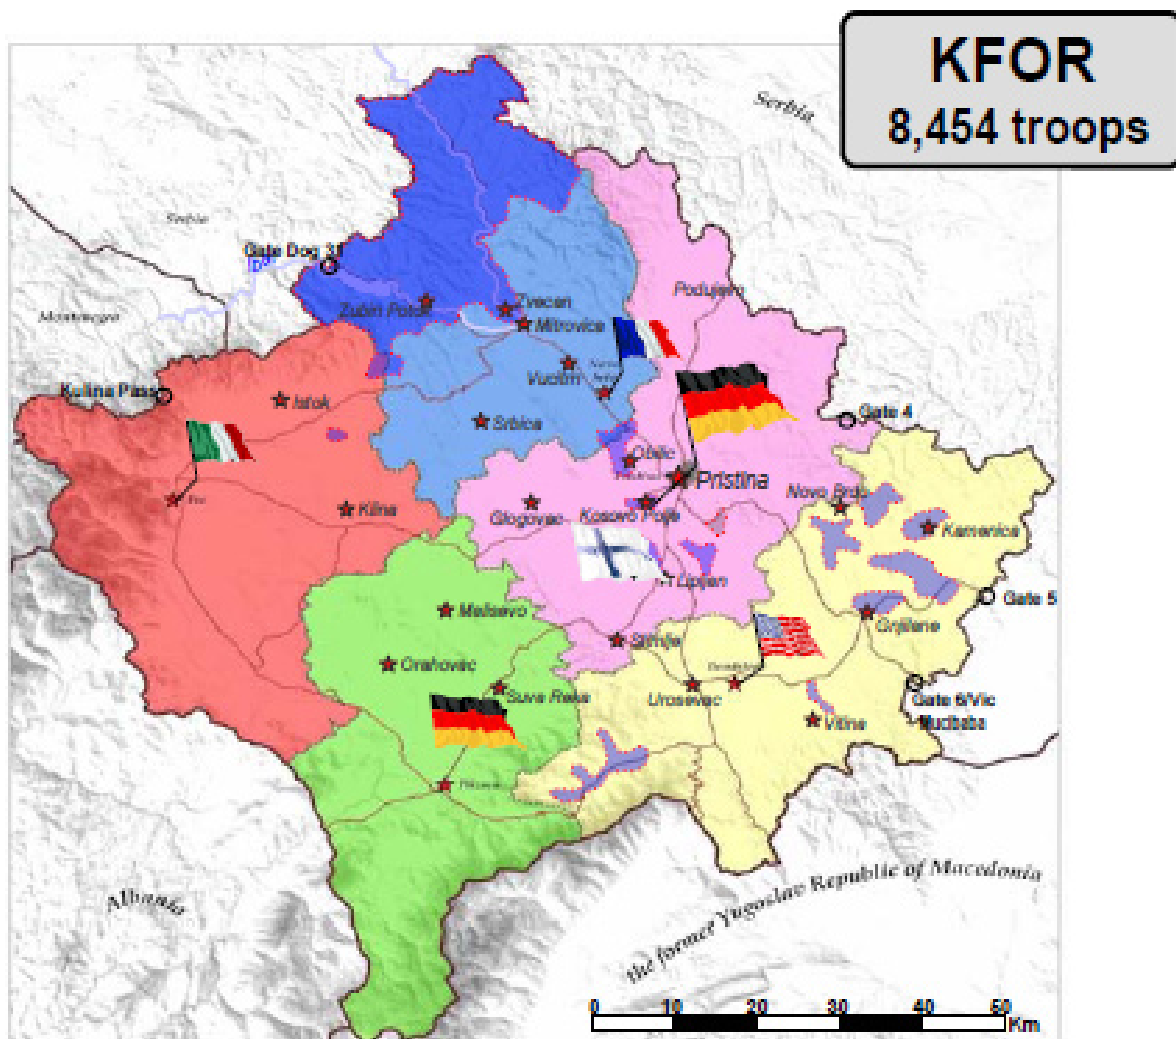 KFOR
8,454 troops
Serbia
Serbia
Gate Dog 31
Montenegro
Podujevo
Zubin Potok
Zvecan
Mitrovica
Kulina Pass
Vucitrn
Istok
Srbica
Gate 4
Obilic
Pristina
Klina
Glogovac
Kosovo Polje
Novo Brdo
Kamenica
Lipljan
Gate 5
Malisevo
Gnjilane
Stimlje
Orahovac
Suva Reka
Urosevac
Gate 6/Vic
Mucibaba
Vitina
Albania
the former Yugoslav Republic of Macedonia
0 10 20 30 40 50
Km